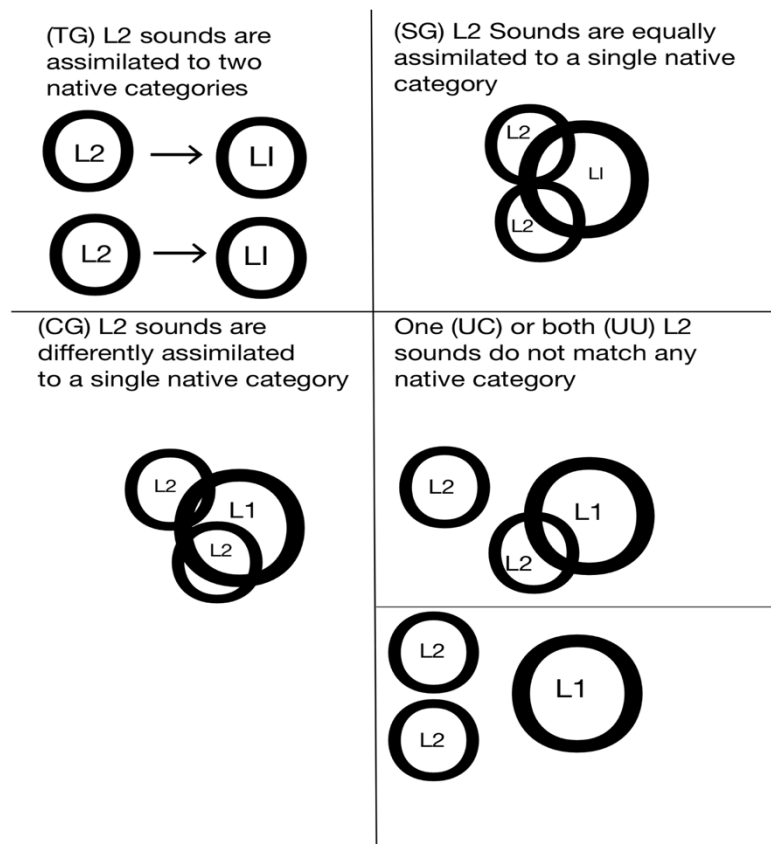 (TG) L2 sounds are
assimilated to two
native categories
L2
LI
L2
LI
(SG) L2 Sounds are equally
assimilated to a single native
category
L2
LI
L2
(CG) L2 sounds are
differently assimilated
to a single native category
L2
L1
L2
One (UC) or both (UU) L2
sounds do not match any
native category
L2
L1
L2
L2
L1
L2